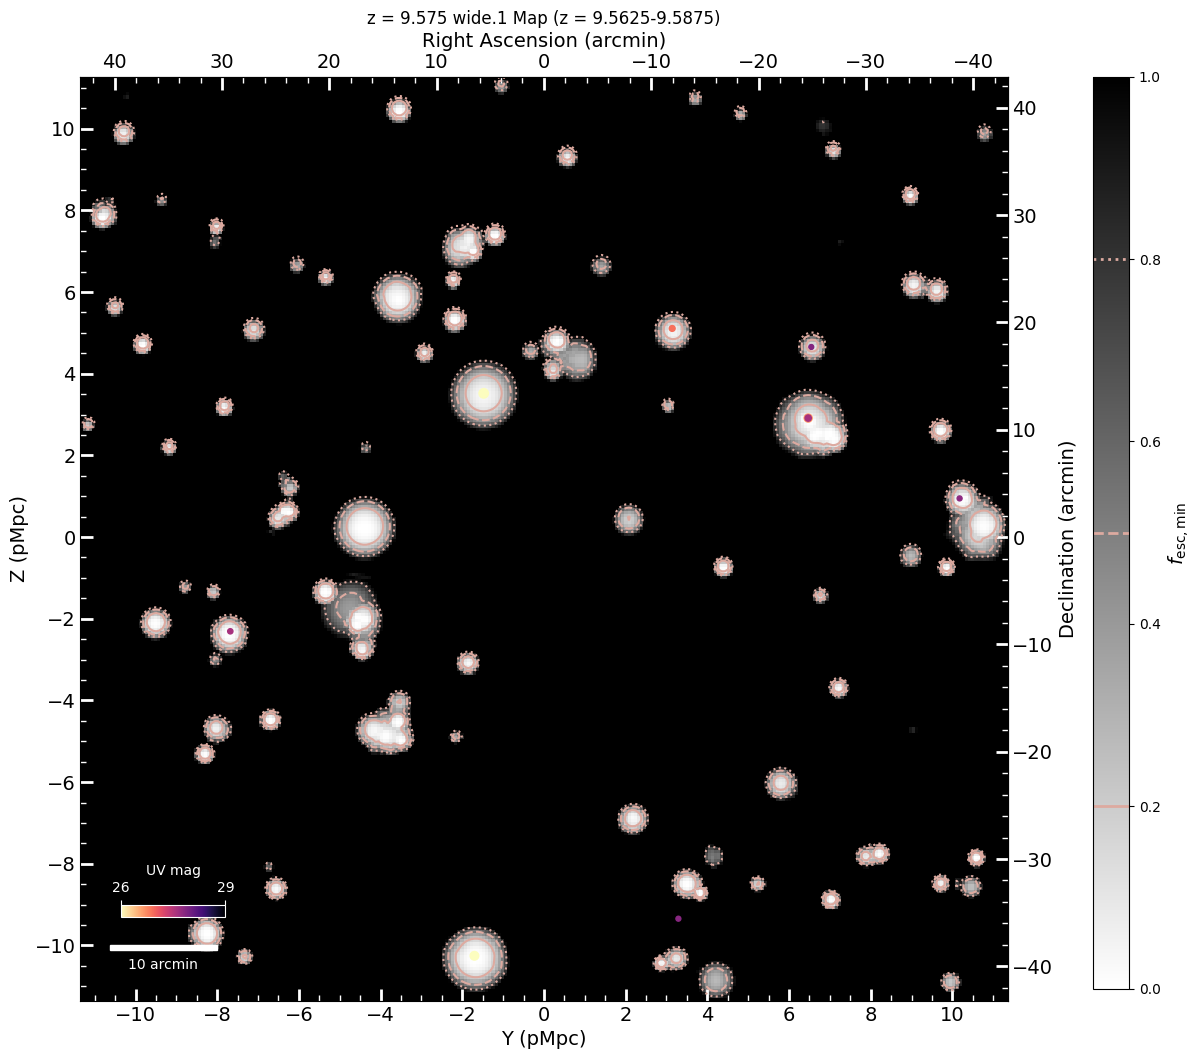 z = 9.575 wide.1 Map (z = 9.5625-9.5875)
Right Ascension (arcmin)
40 30 20 10 0 −10 −20 −30 −40
10
8
6
4
2
0
−2
−4
−6
−8
−10
Z (pMpc)
40
30
20
10
0
−10
−20
−30
−40
Declination (arcmin)
UV mag
26 29
10 arcmin
−10 −8 −6 −4 −2 0 2 4 6 8 10
Y (pMpc)
1.0
0.8
0.6
0.4
0.2
0.0
fesc,min